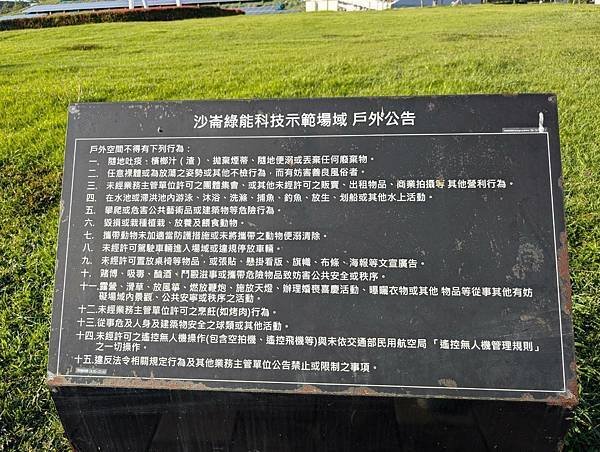 沙崙綠能科技示範場域 戶外公告
戶外空間不得有下列行為：
一、 隨地吐痰、檳榔汁（渣）、拋棄煙蒂、隨地便溺或丟棄任何廢棄物。
二、 任意裸體或為放蕩之姿勢或其他不檢行為，而有妨害善良風俗者。
三、 未經業務主管單位許可之團體集會、或其他未經許可之販賣、出租物品、商業拍攝等 其他營利行為。
四、 在水池或滯洪池內游泳、沐浴、洗滌、捕魚、釣魚、放生、划船或其他水上活動。
五、 攀爬或危害公共藝術品或建築物等危險行為。
六、 毀損或栽種植栽、放養及餵食動物。
七、 攜帶動物未加適當防護措施或未將攜帶之動物便溺清除。
八、 未經許可駕駛車輛進入場域或違規停放車輛。
九、 未經許可置放桌椅等物品，或張貼、懸掛看版、旗幟、布條、海報等文宣廣告。
十、 賭博、吸毒、酗酒、鬥毆滋事或攜帶危險物品致妨害公共安全或秩序。
十一、露營、滑草、放風箏、燃放鞭炮、施放天燈、辦理婚喪喜慶活動、曝曬衣物或其他 物品等從事其他有妨
礙場域內景觀、公共安寧或秩序之活動。
十二、未經業務主管單位許可之烹飪(如烤肉)行為。
十三、從事危及人身及建築物安全之球類或其他活動。
十四、未經許可之遙控無人機操作(包含空拍機、遙控飛機等)與未依交通部民用航空局 「遙控無人機管理規則」
之一切操作。
十五、違反法令相關規定行為及其他業務主管單位公告禁止或限制之事項。